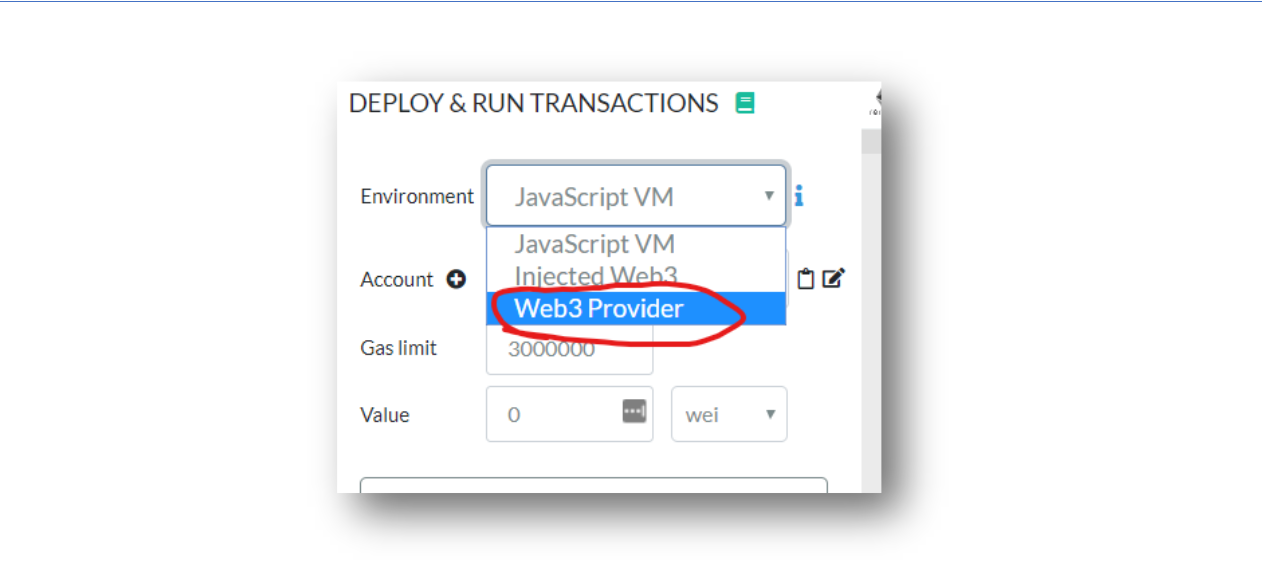 DEPLOY & RUN TRANSACTIONS
Environment
JavaScript VM
JavaScript VM
Injected Web3
Web3 Provider
Account
Gas limit
3000000
Value
0
wei